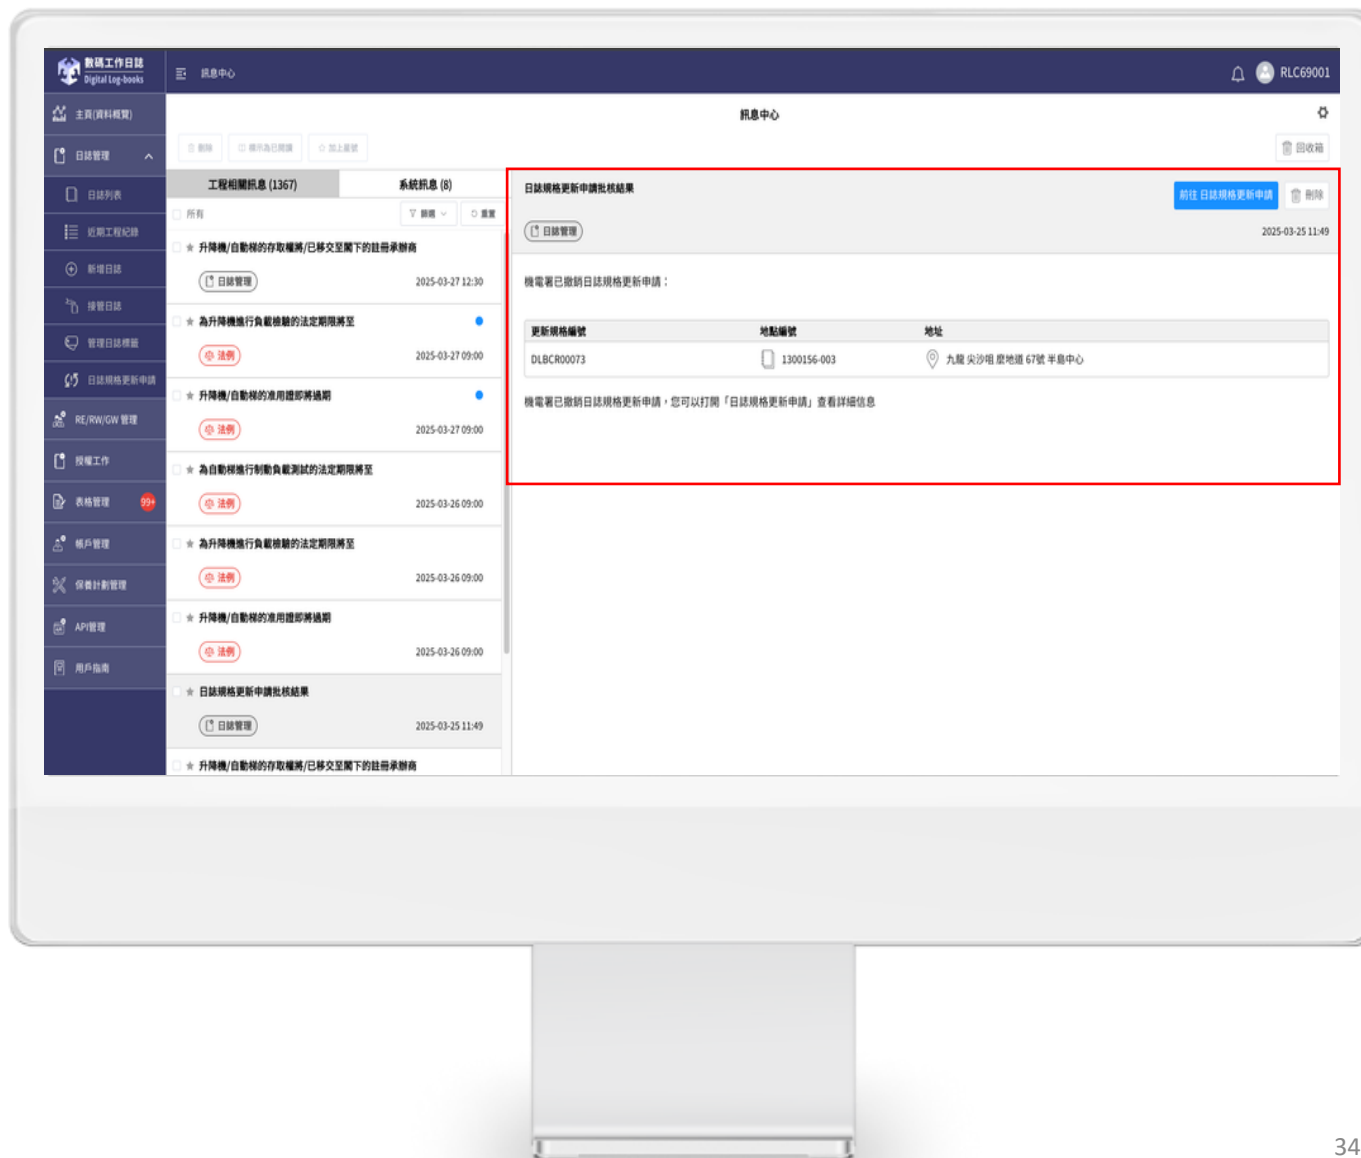 數碼工作日誌
Digital Log-books
訊息中心
RLC69001
主頁(資料概覽)
日誌管理
日誌列表
近期工程紀錄
新增日誌
接管日誌
管理日誌標籤
日誌規格更新申請
RE/RW/GW 管理
授權工作
表格管理 99+
帳戶管理
保養計劃管理
API管理
用戶指南
訊息中心
刪除 標示為已閱讀 加上星號
回收箱
工程相關訊息 (1367) 系統訊息 (8)
所有 篩選 重置
升降機/自動梯的存取權將/已移交至閣下的註冊承辦商
日誌管理 2025-03-27 12:30
為升降機進行負載檢驗的法定期限將至
法例 2025-03-27 09:00
升降機/自動梯的准用證即將過期
法例 2025-03-27 09:00
為自動梯進行制動負載測試的法定期限將至
法例 2025-03-26 09:00
為升降機進行負載檢驗的法定期限將至
法例 2025-03-26 09:00
升降機/自動梯的准用證即將過期
法例 2025-03-26 09:00
日誌規格更新申請批核結果
日誌管理 2025-03-25 11:49
升降機/自動梯的存取權將/已移交至閣下的註冊承辦商
日誌規格更新申請批核結果
前往 日誌規格更新申請 刪除
日誌管理 2025-03-25 11:49
機電署已撤銷日誌規格更新申請：
更新規格編號 地點編號 地址
DLBCR00073 1300156-003 九龍 尖沙咀 麼地道 67號 半島中心
機電署已撤銷日誌規格更新申請，您可以打開「日誌規格更新申請」查看詳細信息
34